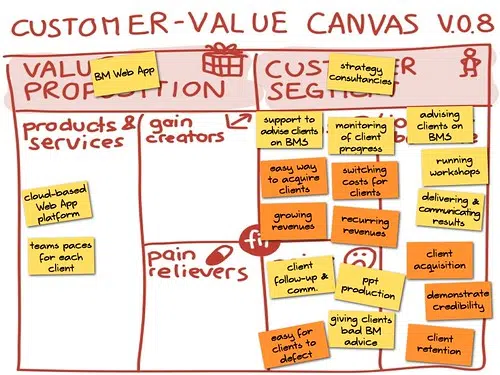 CUSTOMER-VALUE CANVAS V.0.8
BM Web App
strategy
consultancies
products &
services
gain
creators
support to
advise clients
on BMS
monitoring
of client
progress
advising
clients on
BMS
easy way
to acquire
clients
switching
costs for
clients
running
workshops
cloud-based
Web App
platform
growing
revenues
recurring
revenues
delivering &
communicating
results
teams paces
for each
client
fit
pain
relievers
client
follow-up &
comm.
ppt
production
client
acquisition
demonstrate
credibility
giving clients
bad BM
advice
easy for
clients to
defect
client
retention